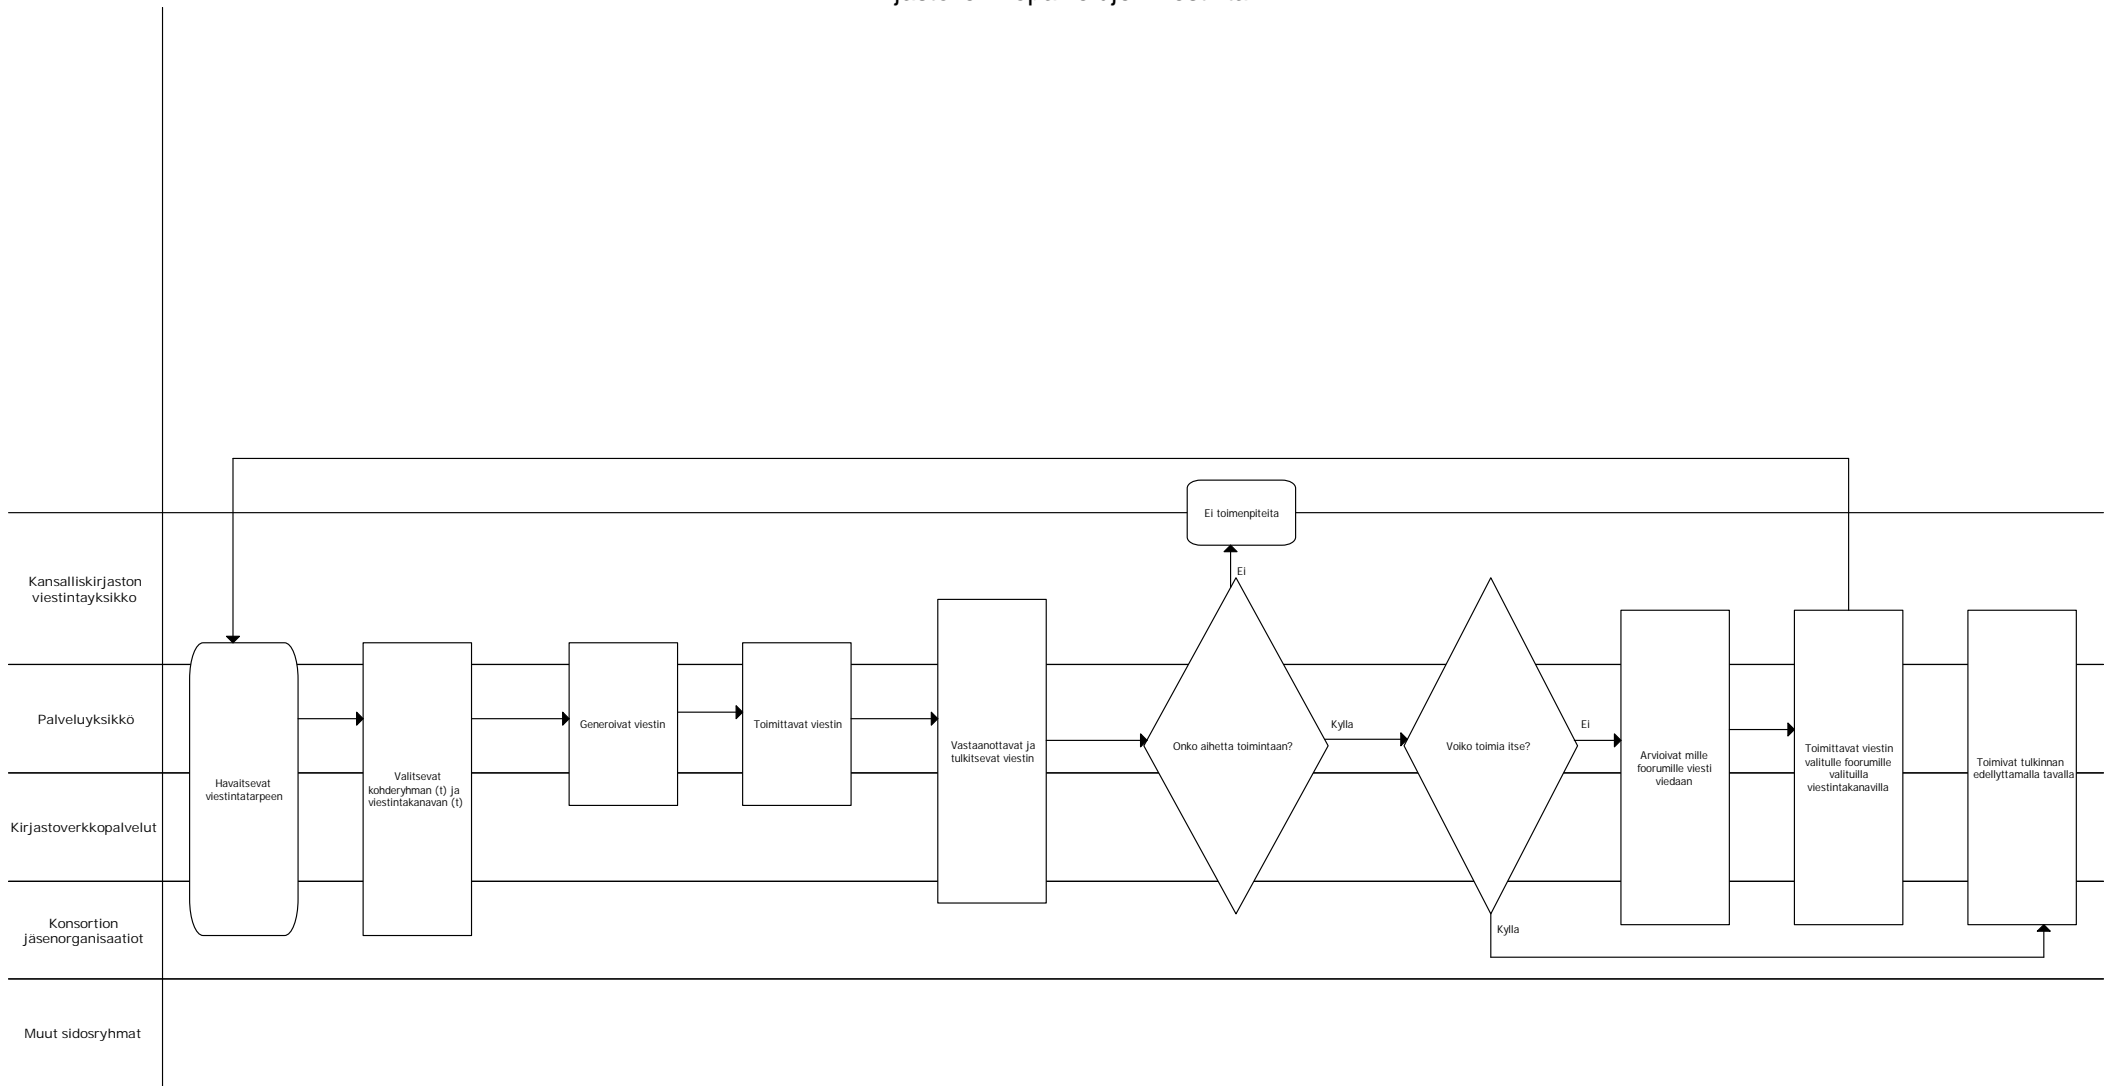 Kansalliskirjaston
viestintayksikko
Palveluyksikkö
Kirjastoverkkopalvelut
Konsortion
jäsenorganisaatiot
Muut sidosryhmat
Havaitsevat
viestintatarpeen
Valitsevat
kohderyhman (t) ja
viestintakanavan (t)
Generoivat viestin
Toimittavat viestin
Vastaanottavat ja
tulkitsevat viestin
Ei toimenpiteita
Ei
Onko aihetta toimintaan?
Kylla
Voiko toimia itse?
Ei
Kylla
Arvioivat mille
foorumille viesti
viedaan
Toimittavat viestin
valitulle foorumille
valituilla
viestintakanavilla
Toimivat tulkinnan
edellyttamalla tavalla